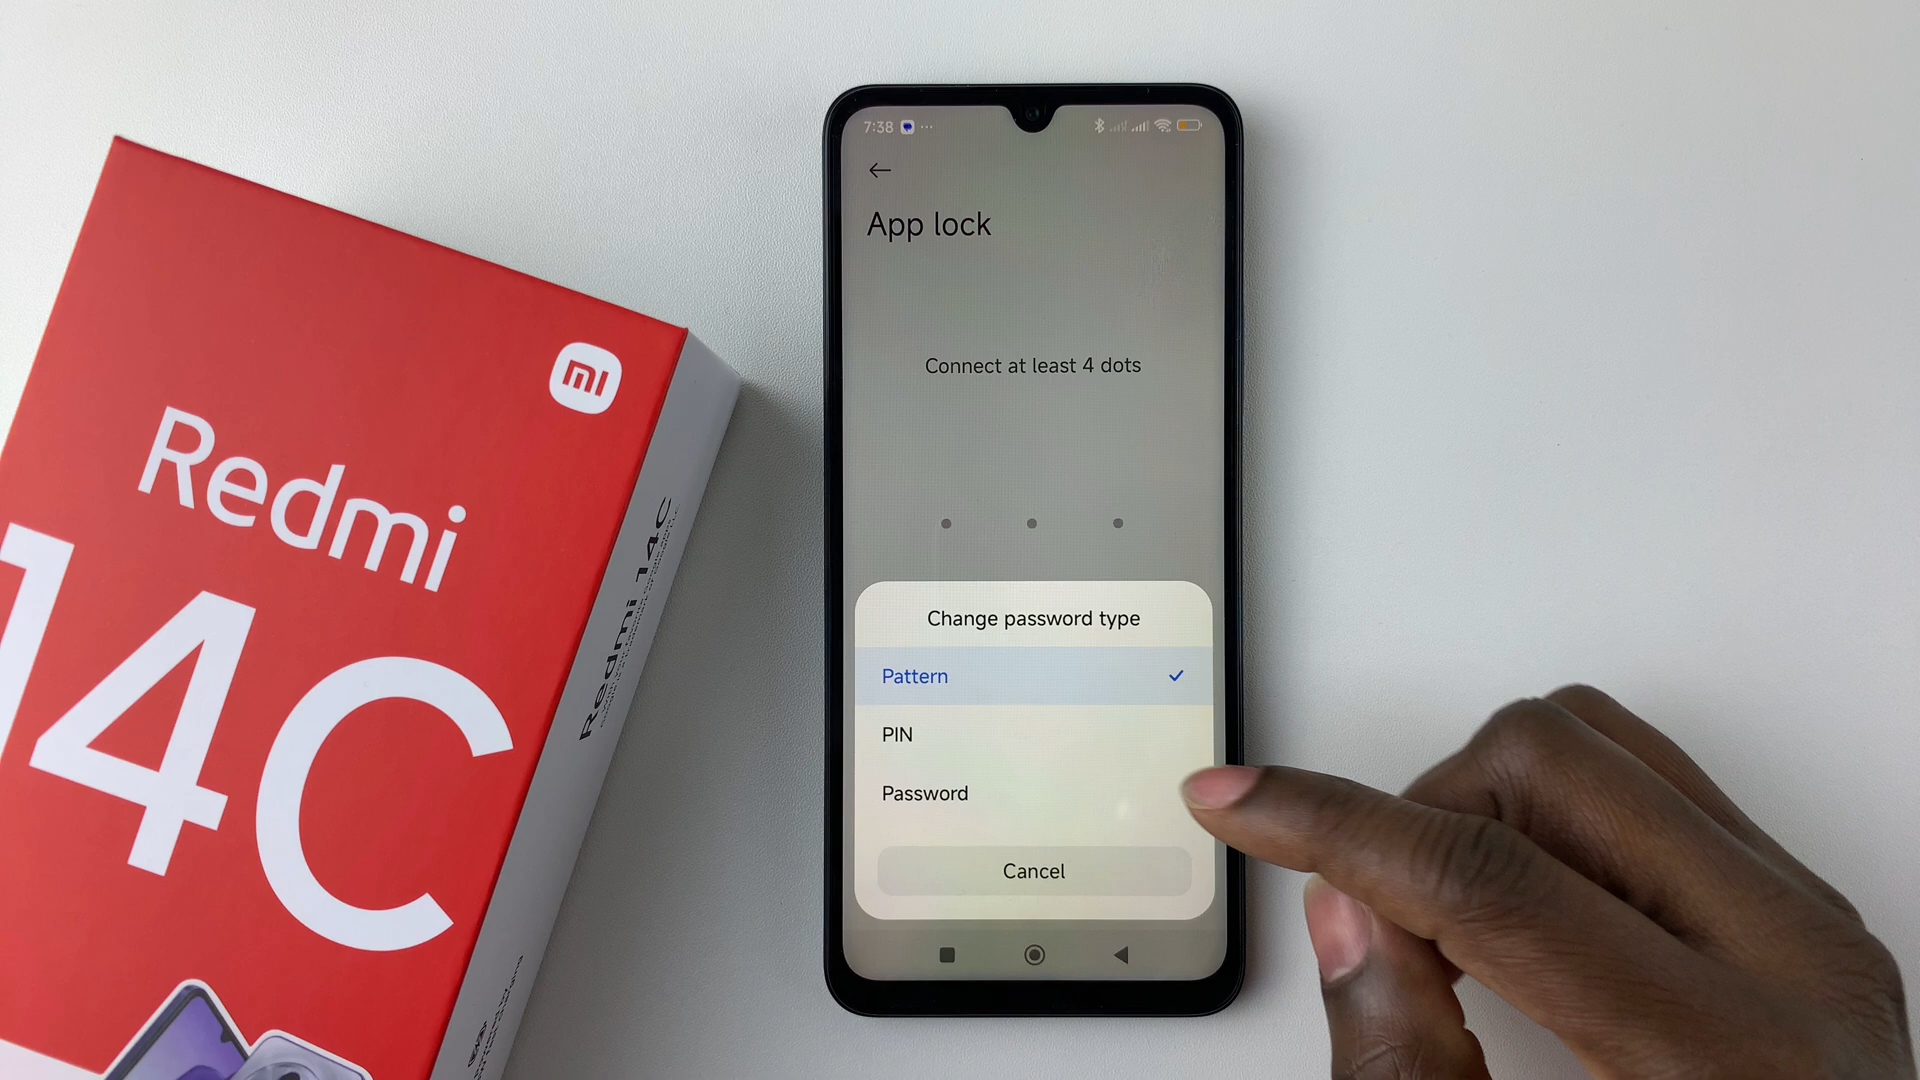 mi
Redmi
14C
Redmi 14C
7:38
App lock
Connect at least 4 dots
Change password type
Pattern
PIN
Password
Cancel